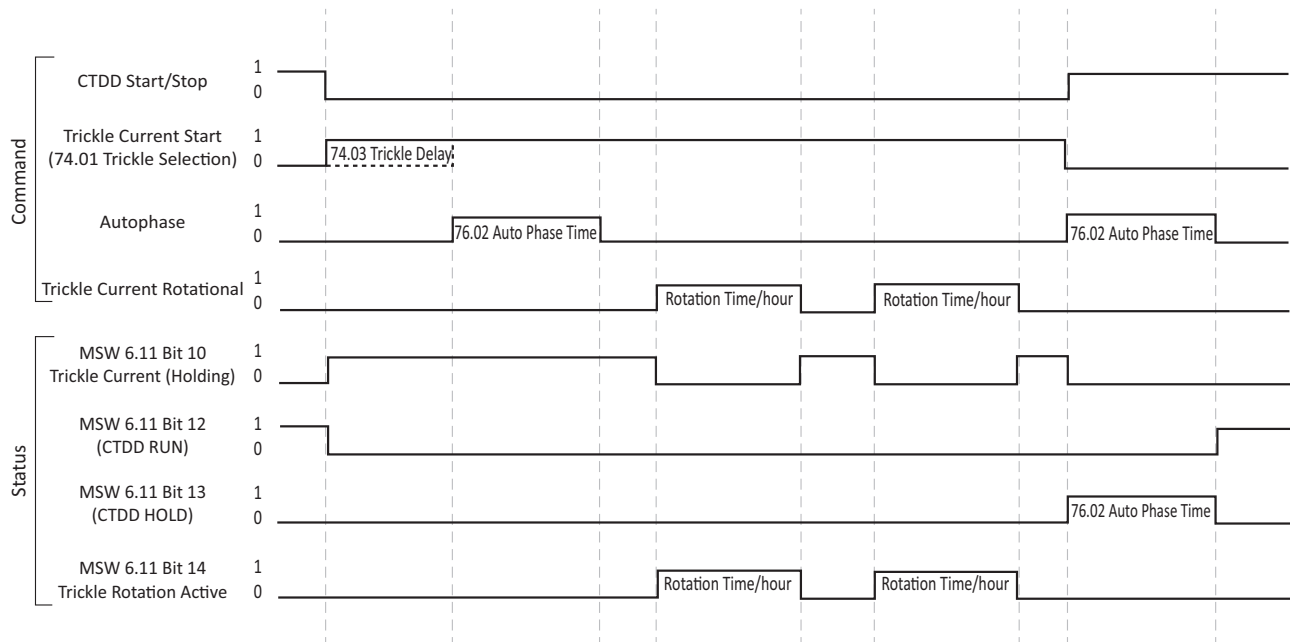 Command
CTDD Start/Stop
1
0
Trickle Current Start
(74.01 Trickle Selection)
1
0
74.03 Trickle Delay
Autophase
1
0
76.02 Auto Phase Time
76.02 Auto Phase Time
Trickle Current Rotational
1
0
Rotation Time/hour
Rotation Time/hour
Status
MSW 6.11 Bit 10
Trickle Current (Holding)
1
0
MSW 6.11 Bit 12
(CTDD RUN)
1
0
MSW 6.11 Bit 13
(CTDD HOLD)
1
0
76.02 Auto Phase Time
MSW 6.11 Bit 14
Trickle Rotation Active
1
0
Rotation Time/hour
Rotation Time/hour